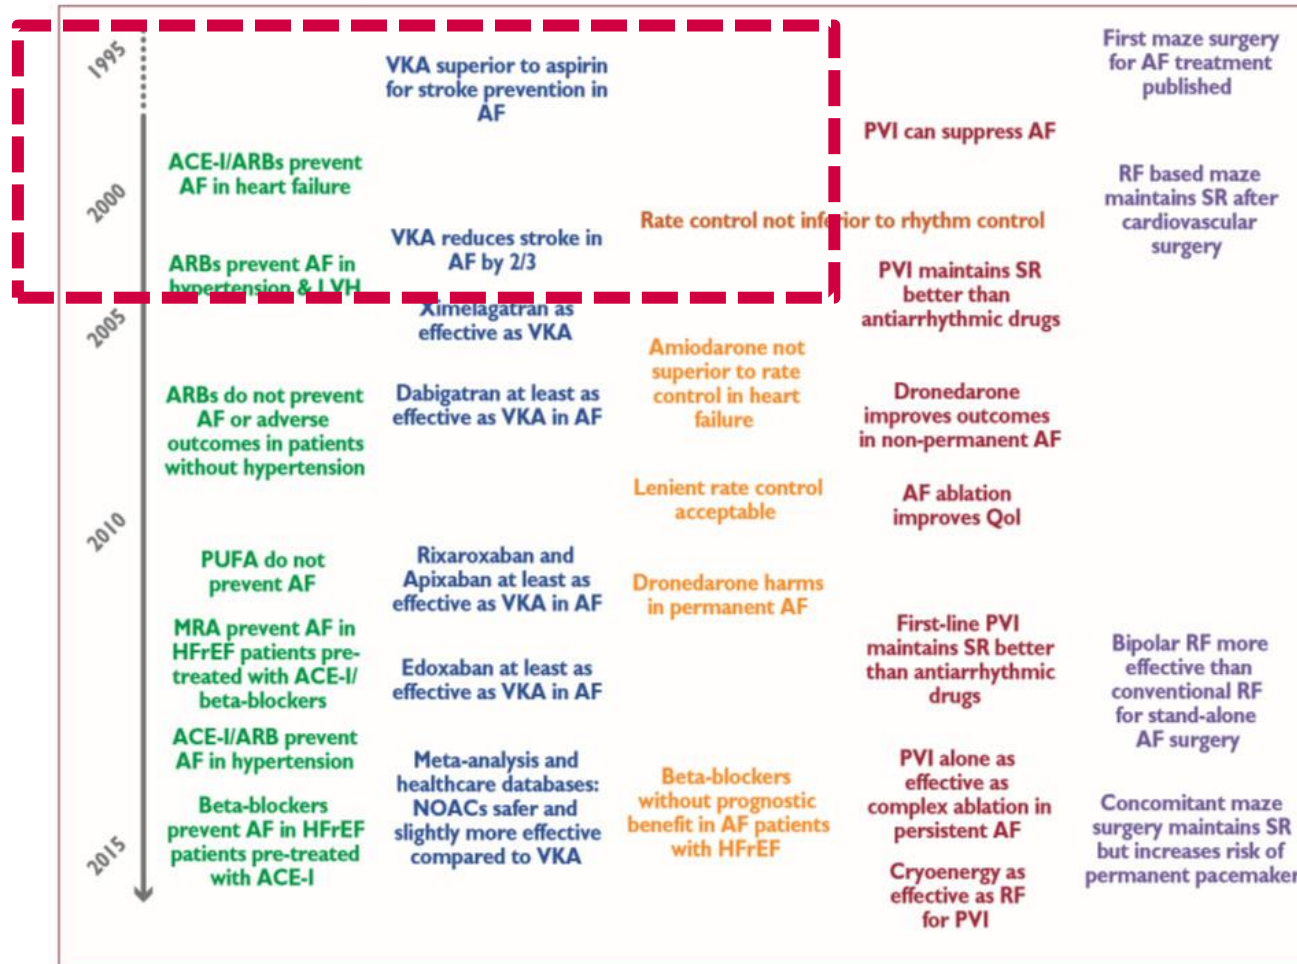 1995
2000
2005
2010
2015
ACE-I/ARBs prevent
AF in heart failure
ARBs prevent AF in
hypertension & LVH
ARBs do not prevent
AF or adverse
outcomes in patients
without hypertension
PUFA do not
prevent AF
MRA prevent AF in
HFrEF patients pre-
treated with ACE-I/
beta-blockers
ACE-I/ARB prevent
AF in hypertension
Beta-blockers
prevent AF in HFrEF
patients pre-treated
with ACE-I
VKA superior to aspirin
for stroke prevention in
AF
VKA reduces stroke in
AF by 2/3
Ximelagatran as
effective as VKA
Dabigatran at least as
effective as VKA in AF
Rixaroxaban and
Apixaban at least as
effective as VKA in AF
Edoxaban at least as
effective as VKA in AF
Meta-analysis and
healthcare databases:
NOACs safer and
slightly more effective
compared to VKA
Rate control not inferior to rhythm control
Amiodarone not
superior to rate
control in heart
failure
Lenient rate control
acceptable
Dronedarone harms
in permanent AF
Beta-blockers
without prognostic
benefit in AF patients
with HFrEF
PVI can suppress AF
PVI maintains SR
better than
antiarrhythmic drugs
Dronedarone
improves outcomes
in non-permanent AF
AF ablation
improves Qol
First-line PVI
maintains SR better
than antiarrhythmic
drugs
PVI alone as
effective as
complex ablation in
persistent AF
Cryoenergy as
effective as RF
for PVI
First maze surgery
for AF treatment
published
RF based maze
maintains SR after
cardiovascular
surgery
Bipolar RF more
effective than
conventional RF
for stand-alone
AF surgery
Concomitant maze
surgery maintains SR
but increases risk of
permanent pacemaker